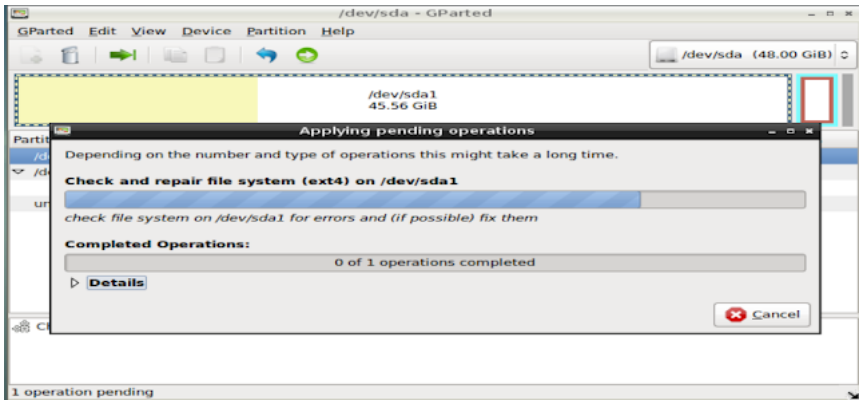 /dev/sda - GParted
GParted Edit View Device Partition Help
/dev/sda (48.00 GiB)
/dev/sda1
45.56 GiB
Applying pending operations
Partit
Depending on the number and type of operations this might take a long time.
/d
Check and repair file system (ext4) on /dev/sda1
/d
un
check file system on /dev/sda1 for errors and (if possible) fix them
Completed Operations:
0 of 1 operations completed
Details
Cancel
1 operation pending